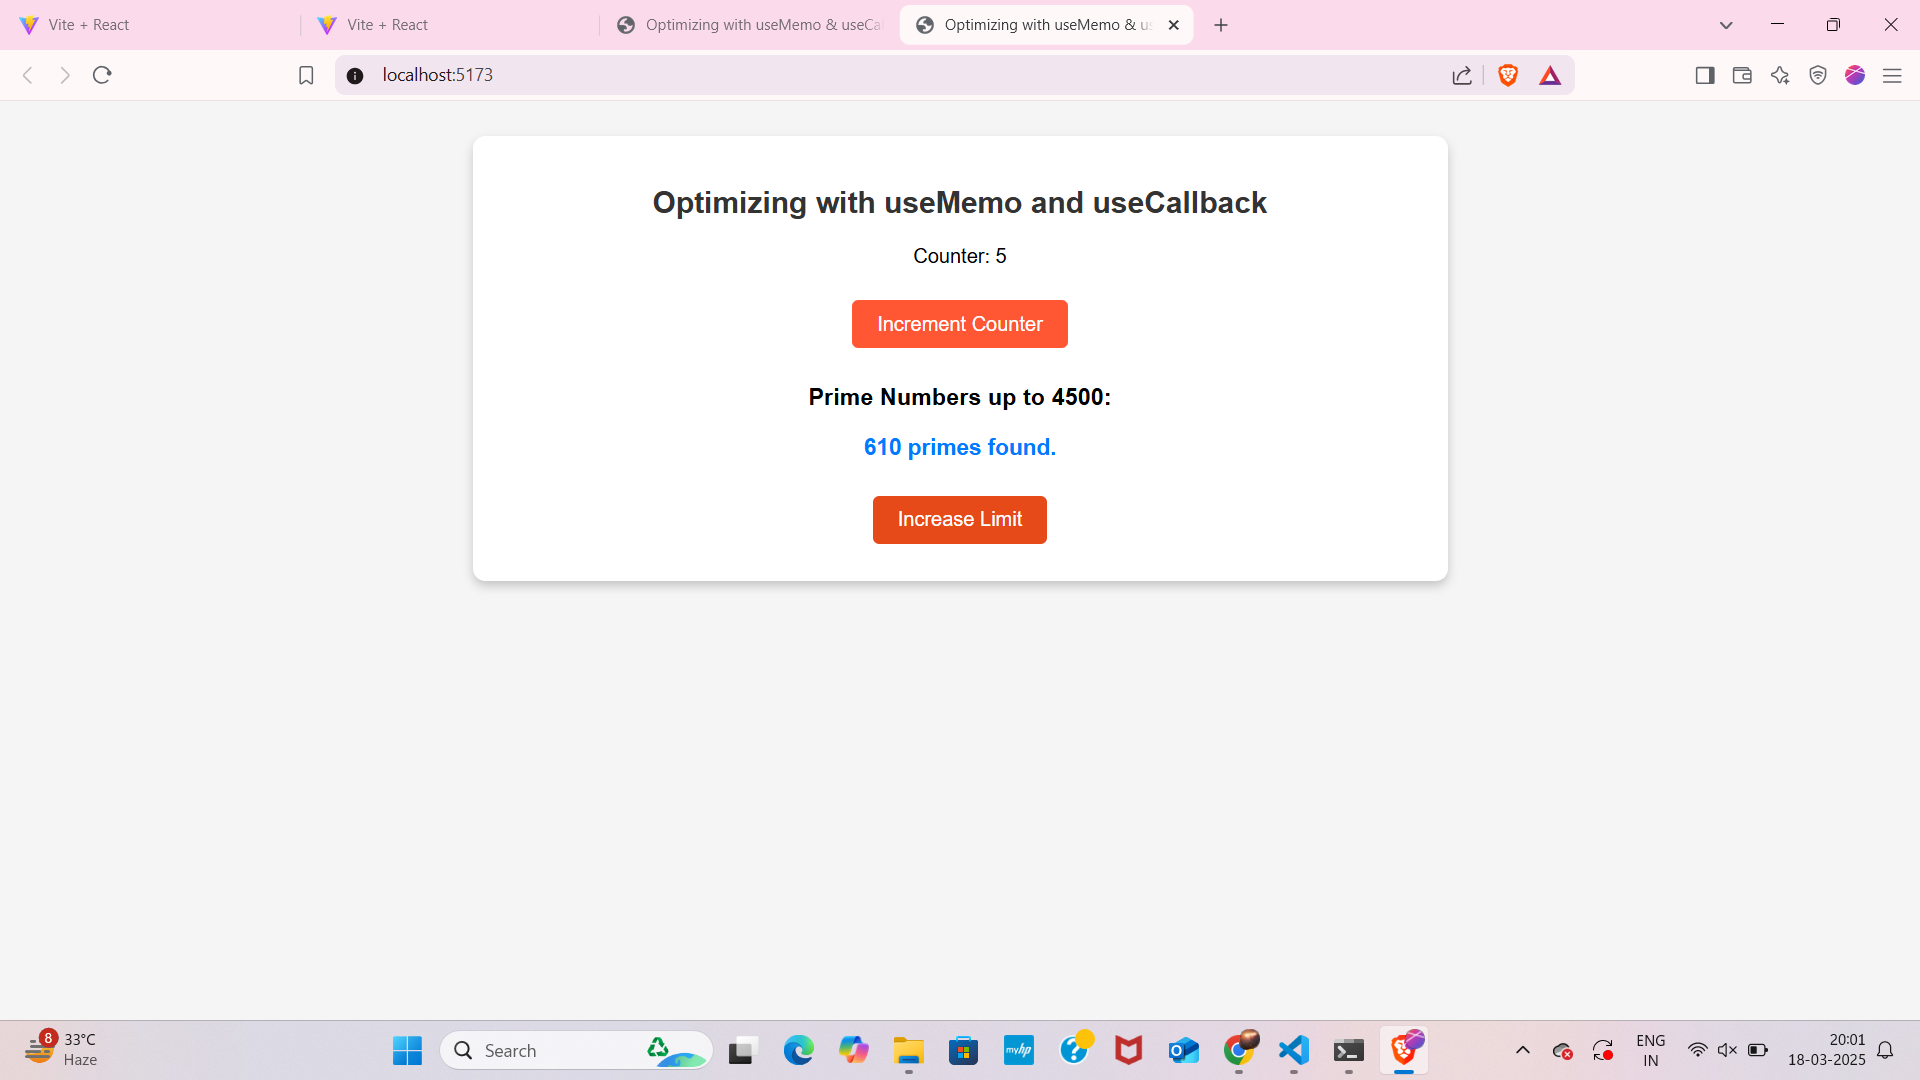 Vite + React
Vite + React
Optimizing with useMemo & useCa
Optimizing with useMemo & us
localhost:5173
Optimizing with useMemo and useCallback
Counter: 5
Increment Counter
Prime Numbers up to 4500:
610 primes found.
Increase Limit
8
33°C
Haze
Search
myhp
ENG
IN
20:01
18-03-2025